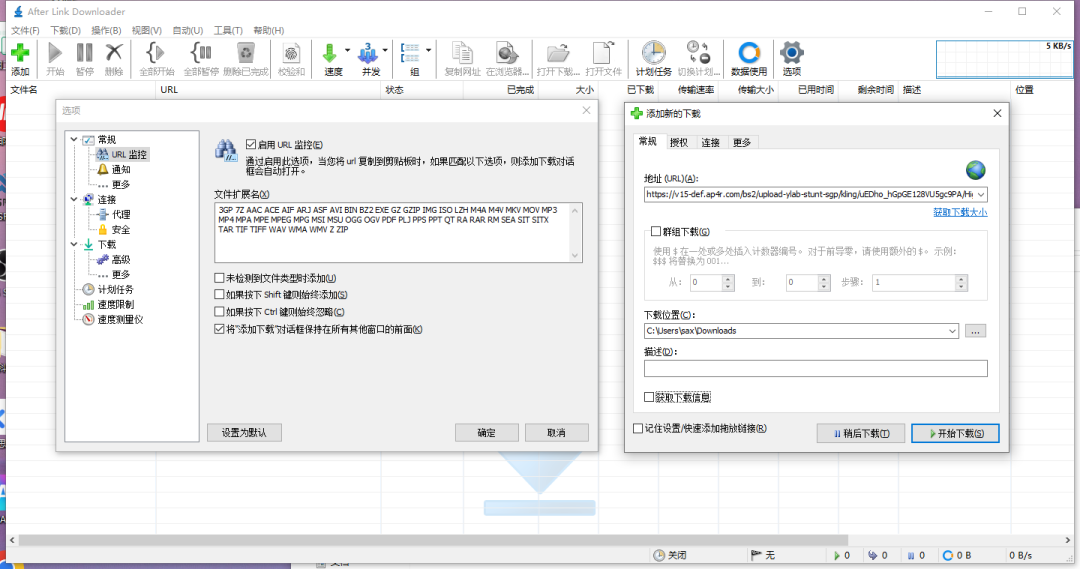 After Link Downloader
文件(F) 下载(D) 操作(B) 视图(V) 自动(U) 工具(T) 帮助(H)
5 KB/s
添加 开始 暂停 删除 全部开始 全部暂停 删除已完成 校验和 速度 并发 组 复制网址 在浏览器... 打开下载... 打开文件 计划任务 切换计划... 数据使用 选项
文件名 URL 状态 已完成 大小 已下载 传输速率 传输大小 已用时间 剩余时间 描述 位置
选项
常规
URL 监控
通知
更多
连接
代理
安全
下载
高级
更多
计划任务
速度限制
速度测量仪
启用 URL 监控(E)
通过启用此选项，当您将 url 复制到剪贴板时，如果匹配以下选项，则添加下载对话
框会自动打开。
文件扩展名(X)
3GP 7Z AAC ACE AIF ARJ ASF AVI BIN BZ2 EXE GZ GZIP IMG ISO LZH M4A M4V MKV MOV MP3
MP4 MPA MPE MPEG MPG MSI MSU OGG OGV PDF PLJ PPS PPT QT RA RAR RM SEA SIT SITX
TAR TIF TIFF WAV WMA WMV Z ZIP
未检测到文件类型时添加(U)
如果按下 Shift 键则始终添加(S)
如果按下 Ctrl 键则始终忽略(C)
将"添加下载"对话框保持在所有其他窗口的前面(K)
设置为默认 确定 取消
添加新的下载
常规 授权 连接 更多
地址 (URL)(A):
https://v15-def.ap4r.com/bs2/upload-ylab-stunt-sgp/kling/uEDho_hGpGE128VU5gc9PA/Hi
获取下载大小
群组下载(G)
使用 $ 在一处或多处插入计数器编号。对于前导零，请使用额外的 $。示例：
$$$ 将替换为 001...
从: 0 到: 0 步骤: 1
下载位置(C):
C:\Users\sax\Downloads
...
描述(D):
获取下载信息
记住设置/快速添加拖放链接(R)
稍后下载(T) 开始下载(S)
关闭 无 0 0 0 0 B 0 B/s